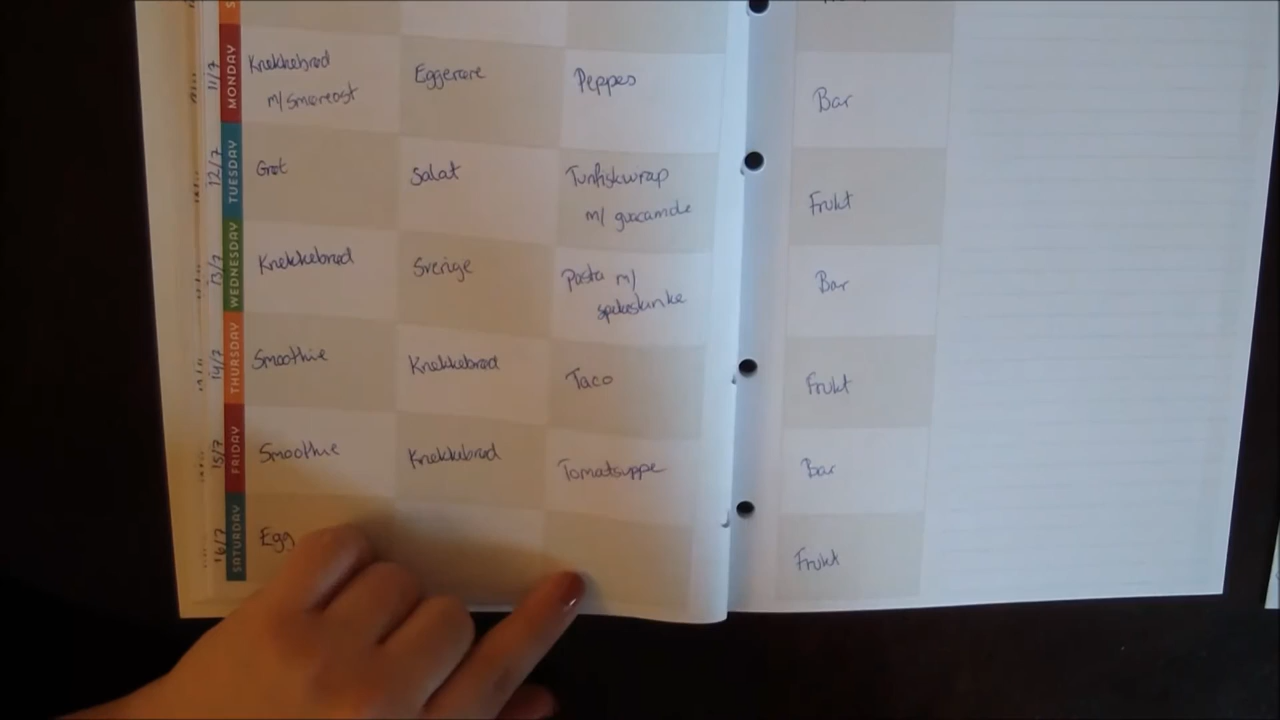 S
11/7 MONDAY Knekkebrød Eggerøre Peppes Bar
m/smøreost
12/7 TUESDAY Grøt Salat Tunfiskwrap Frukt
m/ guacamole
13/7 WEDNESDAY Knekkebrød Sverige Pasta m/ Bar
spekeskinke
14/7 THURSDAY Smoothie Knekkebrød Taco Frukt
15/7 FRIDAY Smoothie Knekkebrød Tomatsuppe Bar
16/7 SATURDAY Egg Frukt